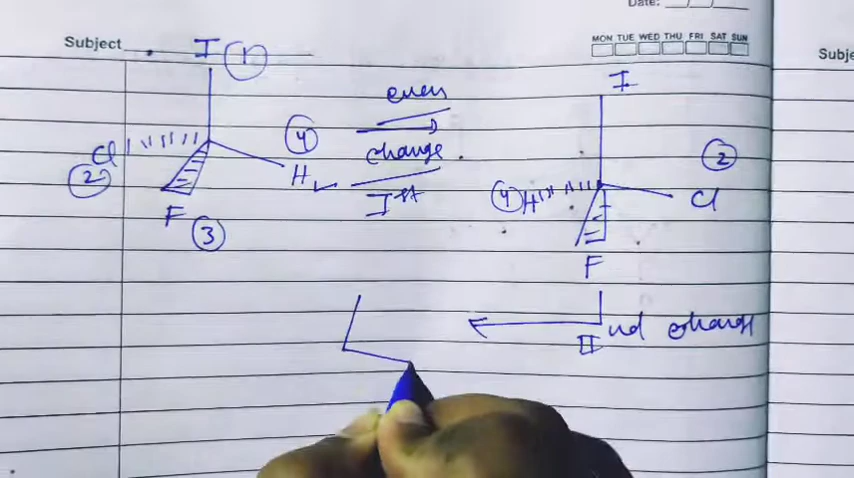 Date:
MON TUE WED THU FRI SAT SUN
Subject
Subje
I 1
Cl 2
F 3
H 4
even
change
Ist
I
2
4 H
Cl
F
II nd change